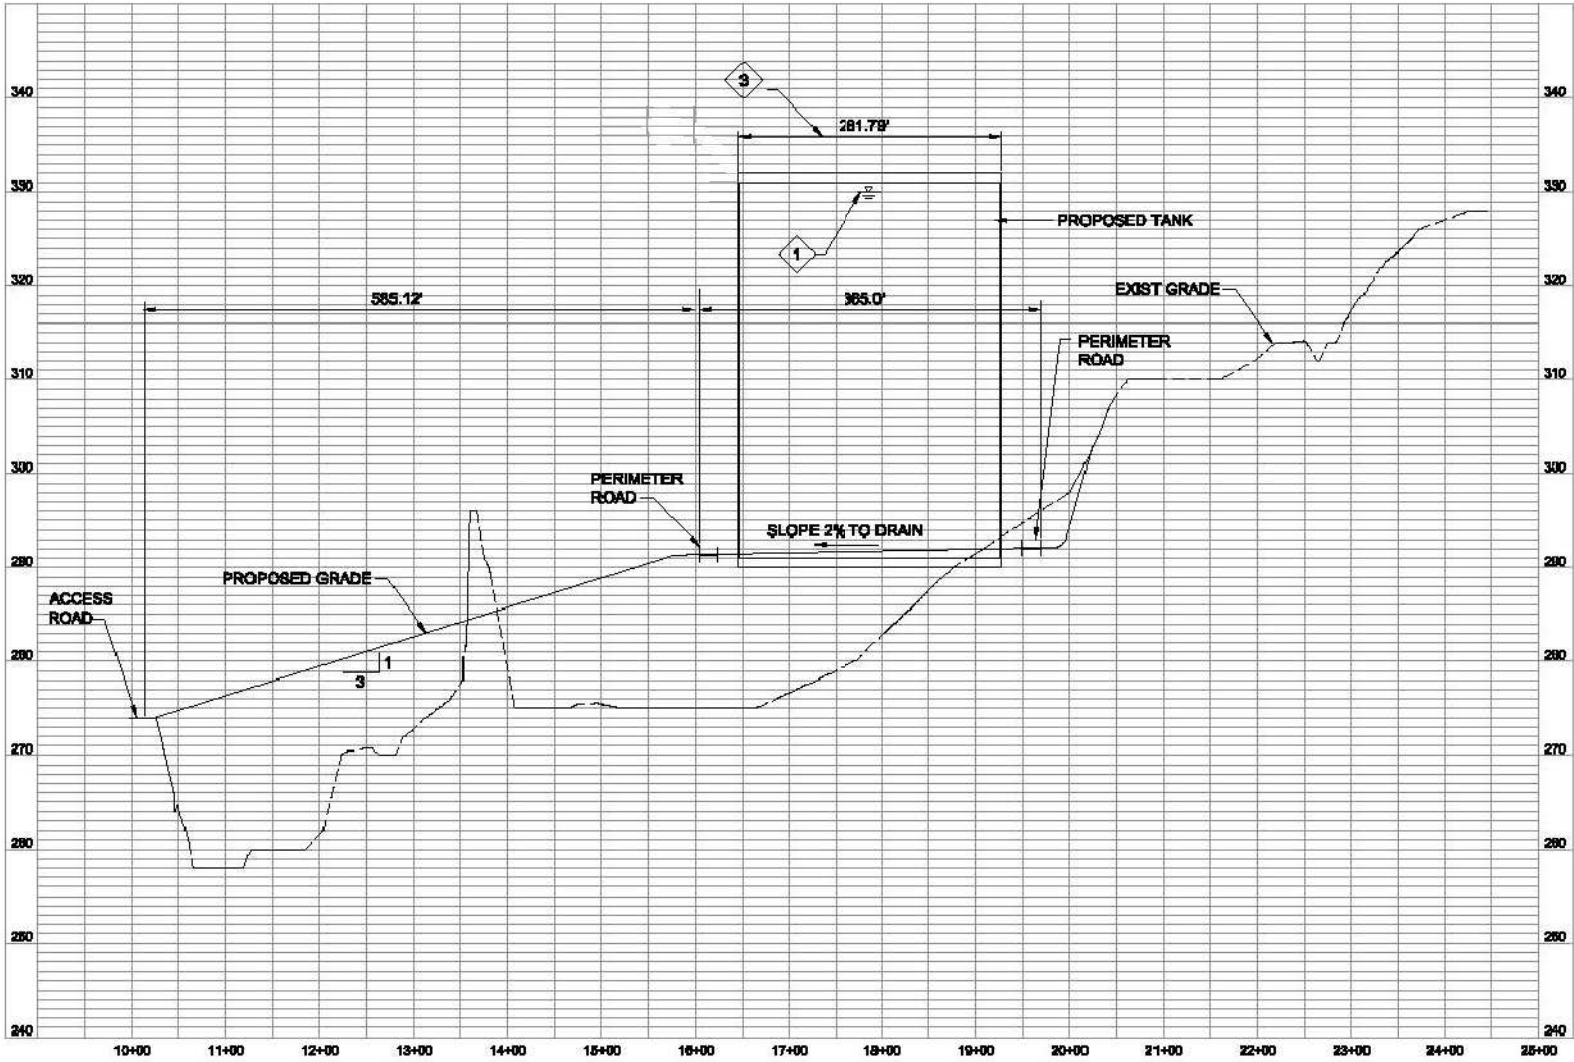 3
340
340
281.79'
330
330
PROPOSED TANK
1
320
320
EXIST GRADE
585.12'
365.0'
PERIMETER
ROAD
310
310
300
300
PERIMETER
ROAD
SLOPE 2% TO DRAIN
290
290
PROPOSED GRADE
ACCESS
ROAD
280
280
1
3
270
270
260
260
250
250
240
240
10+00 11+00 12+00 13+00 14+00 15+00 16+00 17+00 18+00 19+00 20+00 21+00 22+00 23+00 24+00 25+00